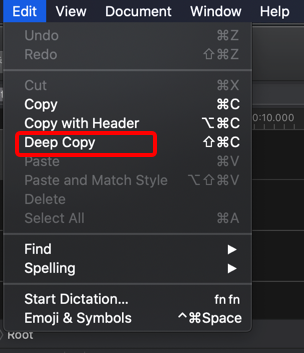 Edit View Document Window Help
Undo ⌘Z
Redo ⇧⌘Z
Cut ⌘X
Copy ⌘C
Copy with Header ⌥⌘C
Deep Copy ⇧⌘C
Paste ⌘V
Paste and Match Style ⌥⇧⌘V
Delete
Select All ⌘A
Find ▶
Spelling ▶
Start Dictation... fn fn
Emoji & Symbols ^⌘Space
0:10.000
Root